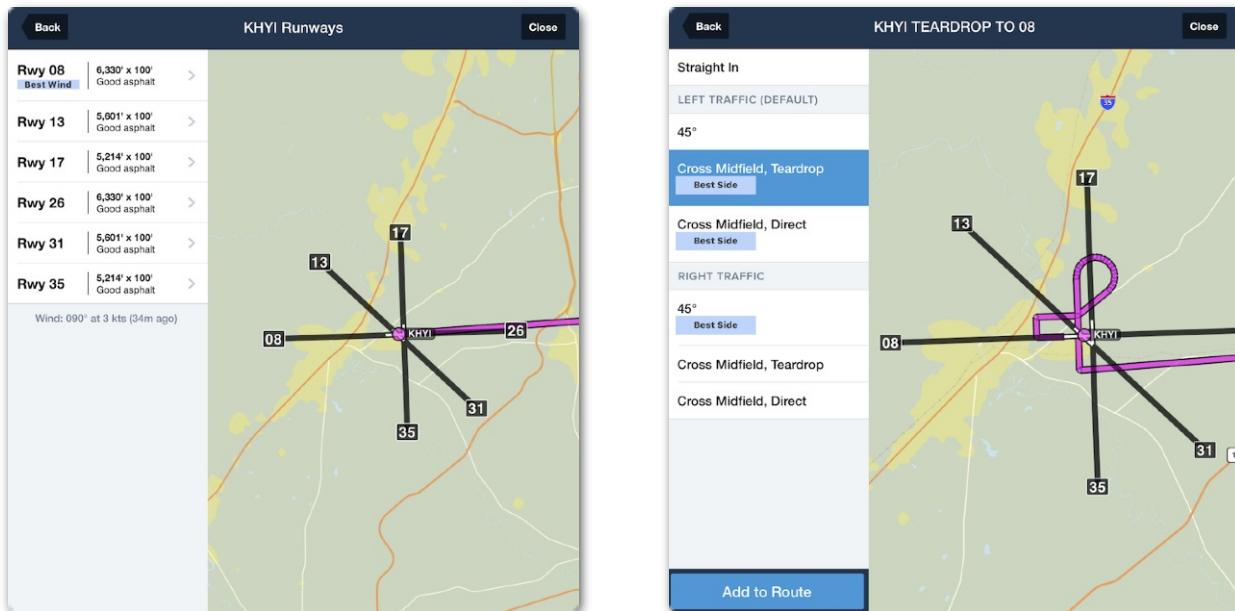 Back
KHYI Runways
Close
Rwy 08
Best Wind
6,330' x 100'
Good asphalt
Rwy 13
5,601' x 100'
Good asphalt
Rwy 17
5,214' x 100'
Good asphalt
Rwy 26
6,330' x 100'
Good asphalt
Rwy 31
5,601' x 100'
Good asphalt
Rwy 35
5,214' x 100'
Good asphalt
Wind: 090° at 3 kts (34m ago)
17
13
08
KHYI
26
31
35
Back
KHYI TEARDROP TO 08
Close
Straight In
LEFT TRAFFIC (DEFAULT)
45°
Cross Midfield, Teardrop
Best Side
Cross Midfield, Direct
Best Side
RIGHT TRAFFIC
45°
Best Side
Cross Midfield, Teardrop
Cross Midfield, Direct
Add to Route
35
17
13
KHYI
08
31
35